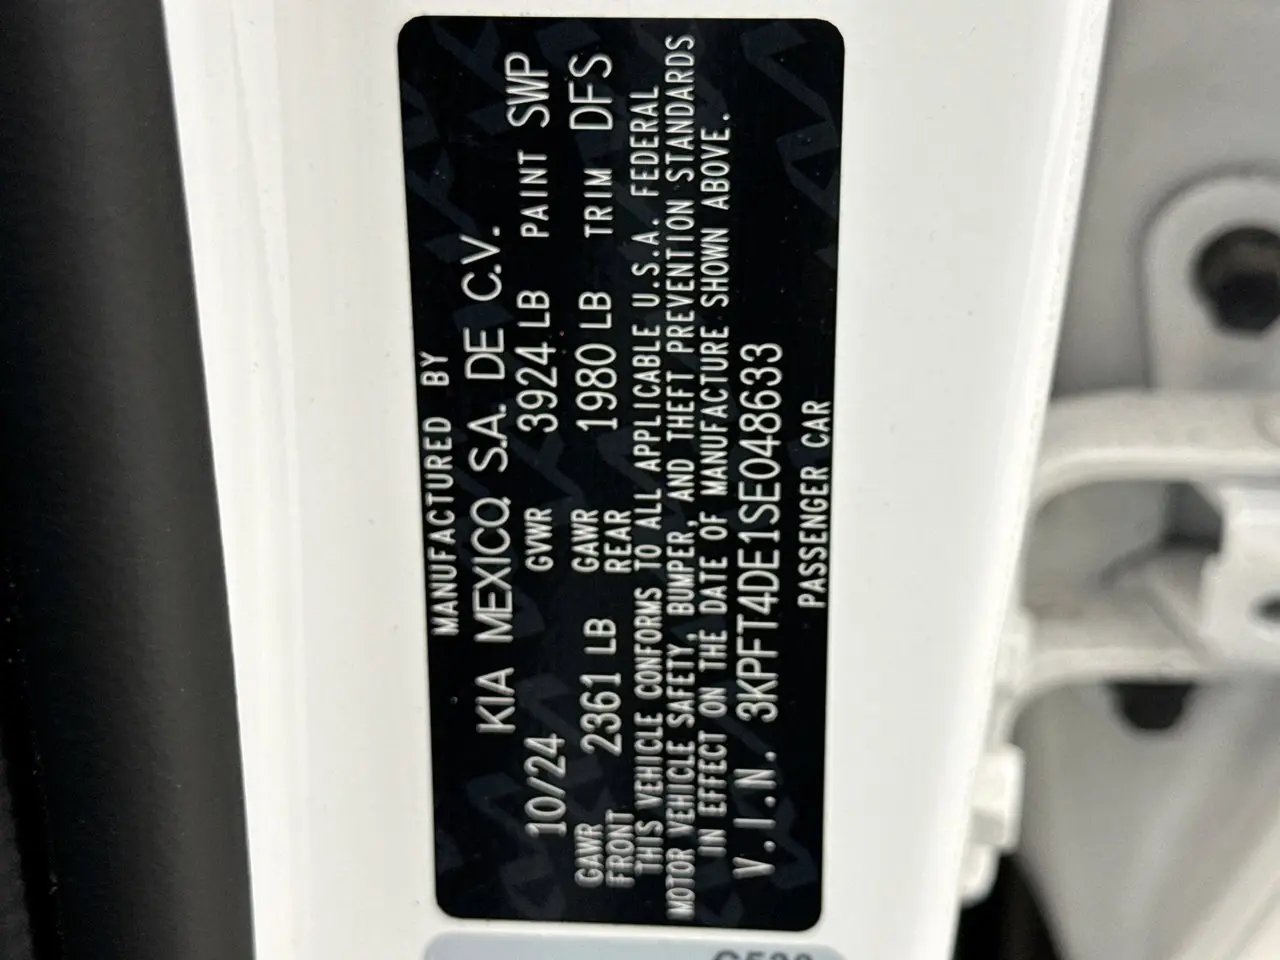 MANUFACTURED BY
KIA MEXICO, S.A. DE C.V.
10/24 GVWR 3924 LB PAINT SWP
GAWR FRONT 2361 LB GAWR REAR 1980 LB TRIM DFS
THIS VEHICLE CONFORMS TO ALL APPLICABLE U.S.A. FEDERAL
MOTOR VEHICLE SAFETY, BUMPER, AND THEFT PREVENTION STANDARDS
IN EFFECT ON THE DATE OF MANUFACTURE SHOWN ABOVE.
V.I.N. 3KPFT4DE1SE048633
PASSENGER CAR